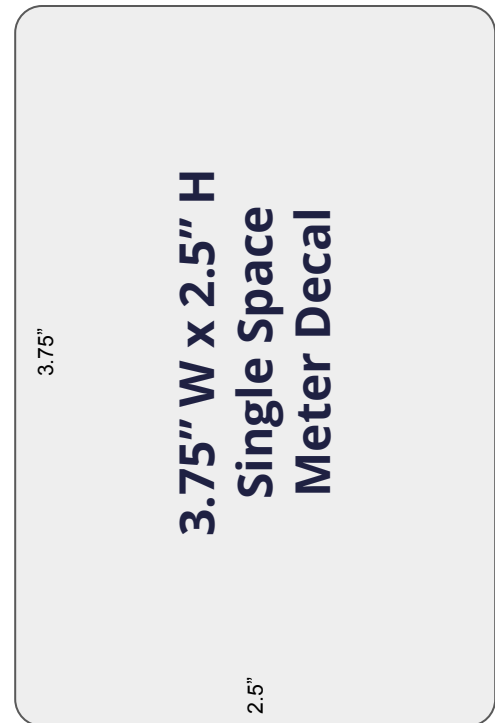 3.75”
3.75” W x 2.5” H
Single Space
Meter Decal
2.5”